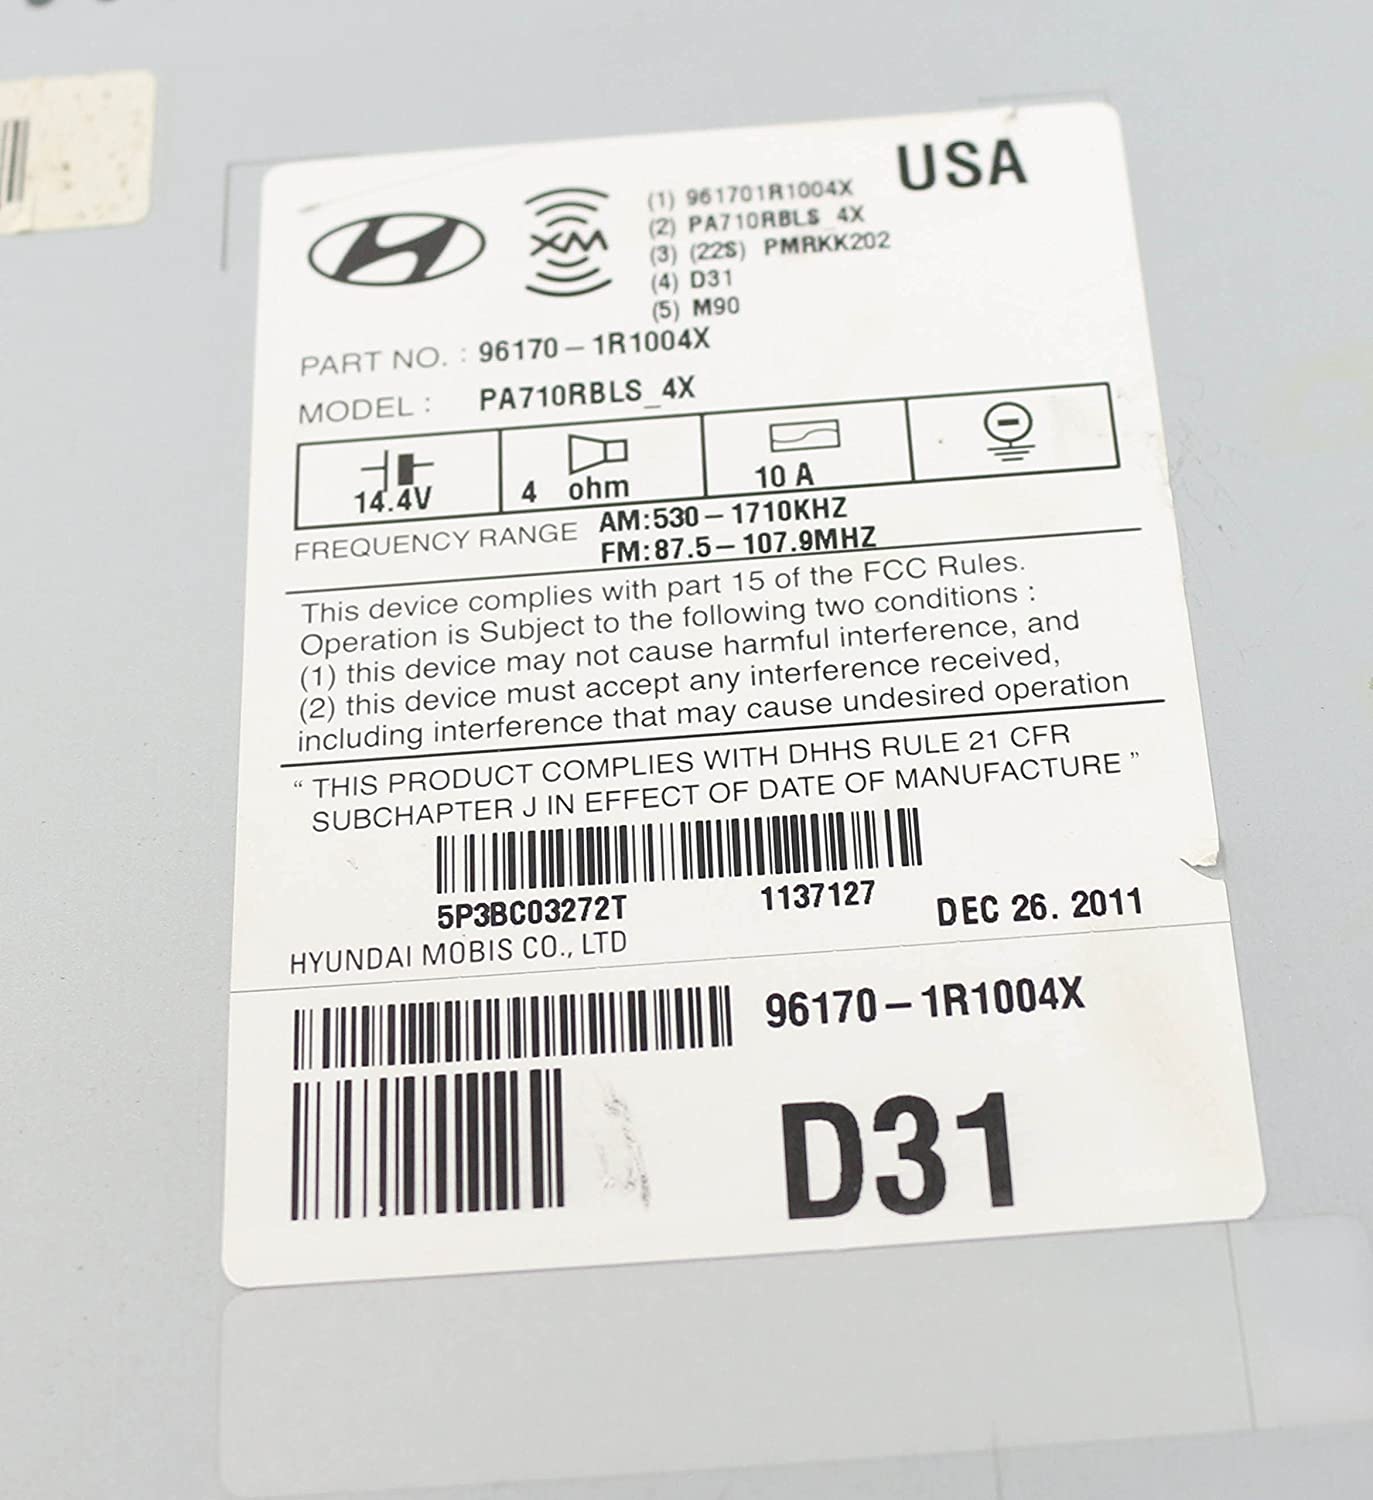 USA
XM
(1) 961701R1004X
(2) PA710RBLS_4X
(3) (22S) PMRKK202
(4) D31
(5) M90
PART NO. : 96170-1R1004X
MODEL : PA710RBLS_4X
14.4V 4 ohm 10 A
FREQUENCY RANGE AM:530-1710KHZ
FM:87.5-107.9MHZ
This device complies with part 15 of the FCC Rules.
Operation is Subject to the following two conditions :
(1) this device may not cause harmful interference, and
(2) this device must accept any interference received,
including interference that may cause undesired operation
“ THIS PRODUCT COMPLIES WITH DHHS RULE 21 CFR
SUBCHAPTER J IN EFFECT OF DATE OF MANUFACTURE ”
5P3BC03272T 1137127 DEC 26. 2011
HYUNDAI MOBIS CO., LTD
96170-1R1004X
D31